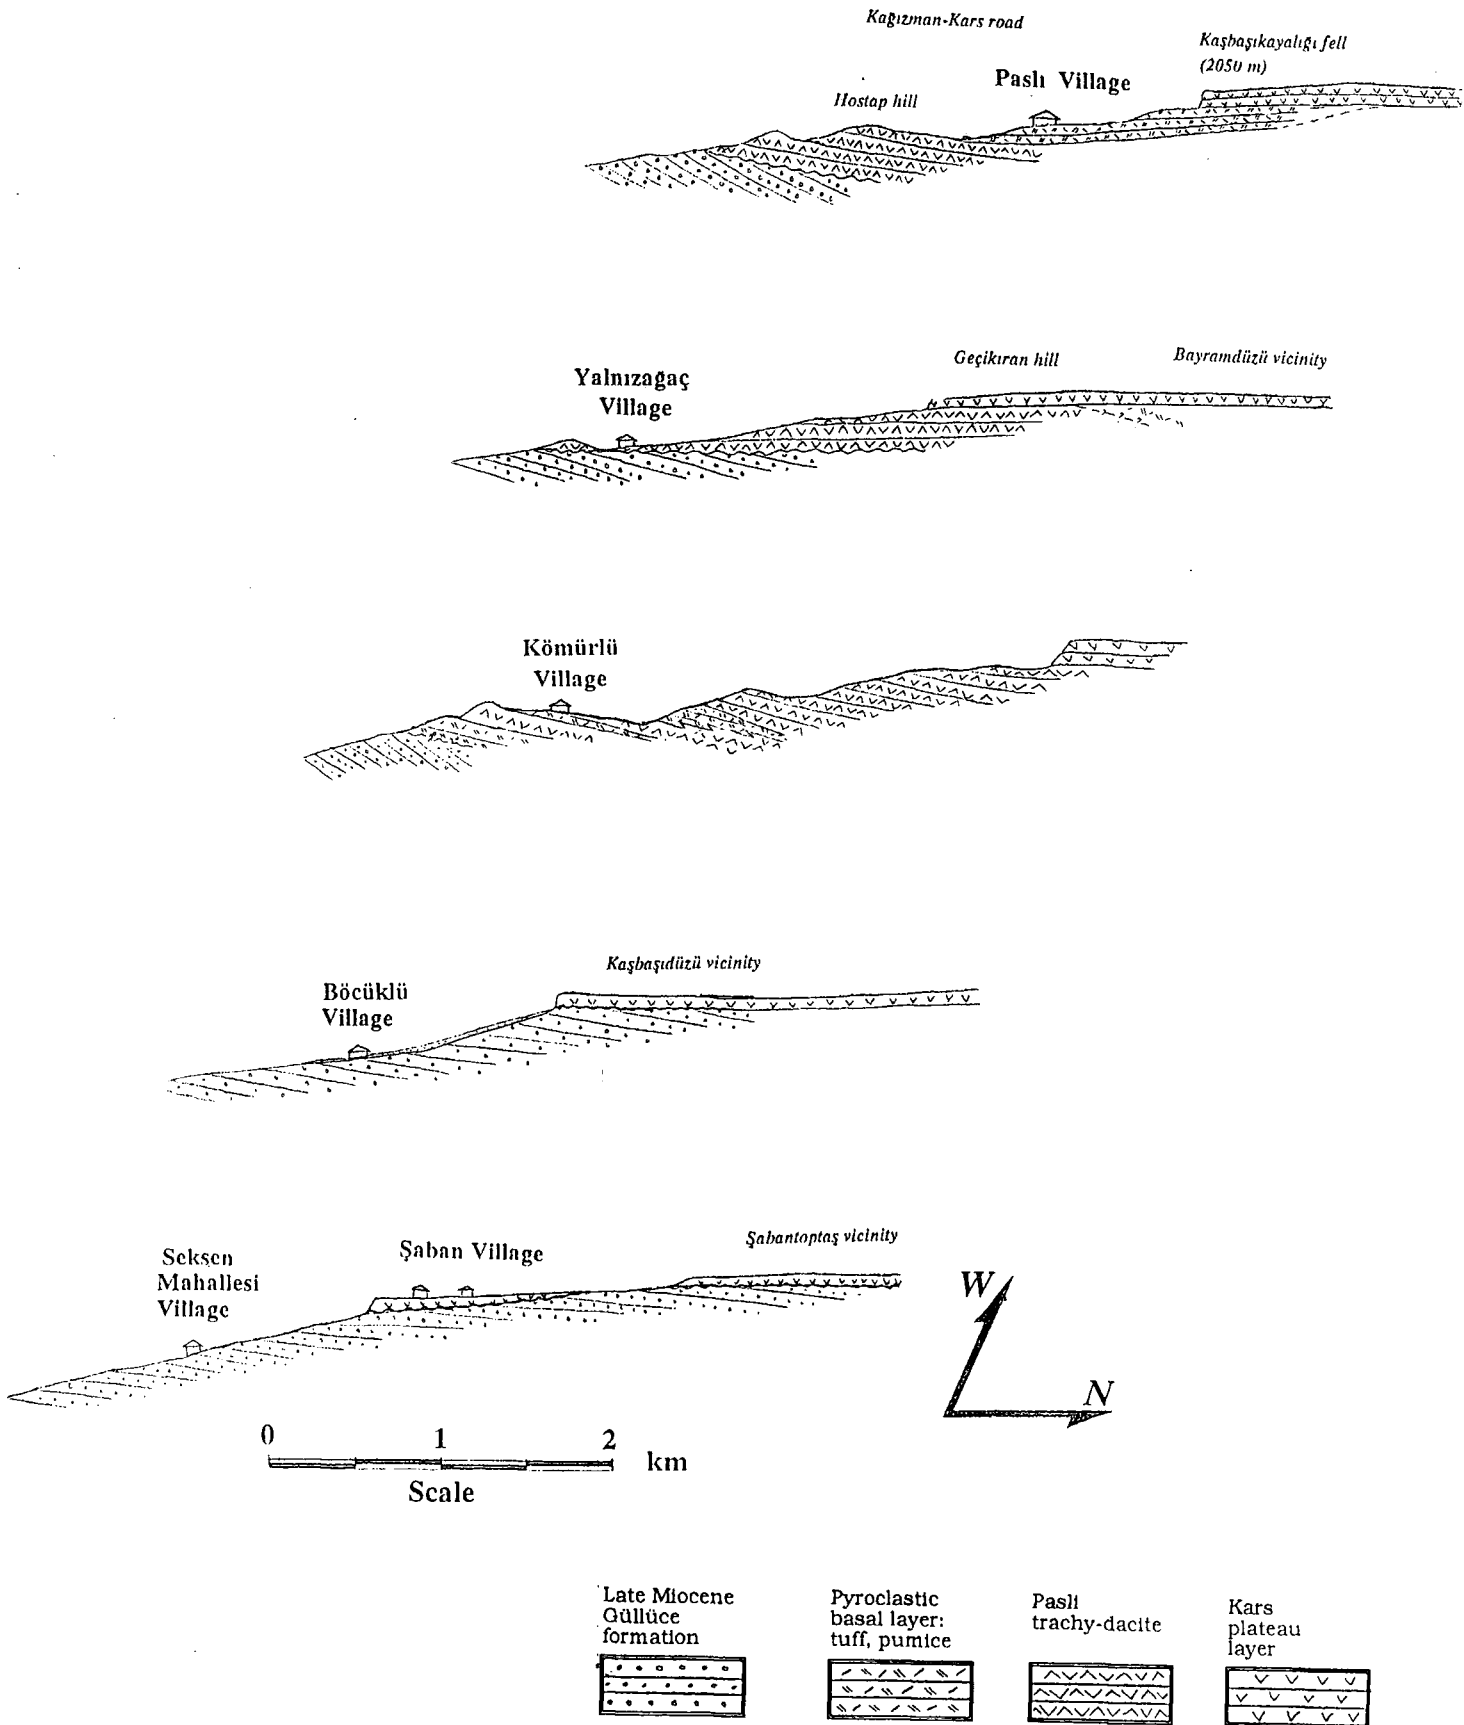 Kağızman-Kars road
Kaşbaşıkayalığı fell
(2050 m)
Paslı Village
Hostap hill
Geçikıran hill
Bayramdüzü vicinity
Yalnızağaç
Village
Kömürlü
Village
Kaşbaşıdüzü vicinity
Böcüklü
Village
Şabantoptaş vicinity
Şaban Village
Seksen
Mahallesi
Village
W
N
0 1 2
km
Scale
Late Miocene
Güllüce
formation
Pyroclastic
basal layer:
tuff, pumice
Pasli
trachy-dacite
Kars
plateau
layer